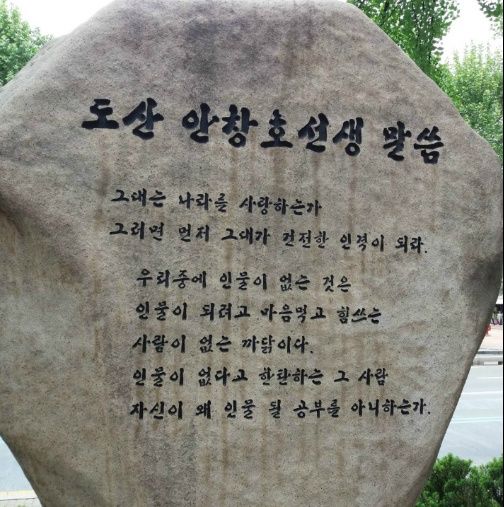 도산 안창호선생 말씀
그대는 나라를 사랑하는가
그러면 먼저 그대가 건전한 인격이 되라.
우리중에 인물이 없는 것은
인물이 되려고 마음먹고 힘쓰는
사람이 없는 까닭이다.
인물이 없다고 한탄하는 그 사람
자신이 왜 인물 될 공부를 아니하는가.